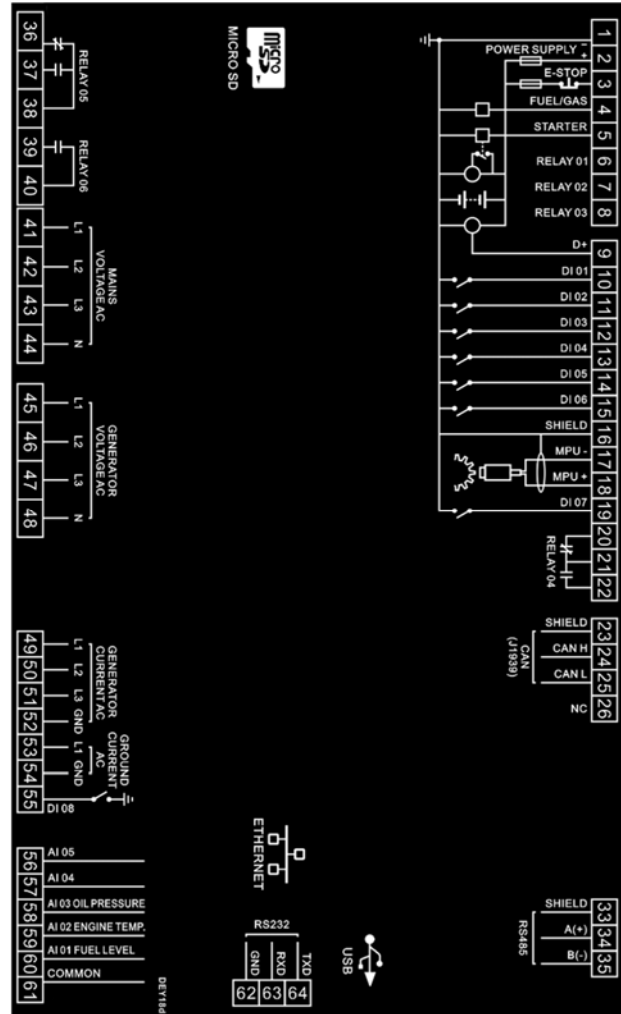 36
37
38
RELAY 05
39
40
RELAY 06
41
L1
42
L2
43
L3
44
N
MAINS
VOLTAGE AC
45
L1
46
L2
47
L3
48
N
GENERATOR
VOLTAGE AC
49
L1
50
L2
51
L3
52
GND
GENERATOR
CURRENT AC
53
L1
54
GND
GROUND
CURRENT
AC
55
DI 08
56
AI 05
57
AI 04
58
AI 03 OIL PRESSURE
59
AI 02 ENGINE TEMP.
60
AI 01 FUEL LEVEL
61
COMMON
DEY18d
Micro
SD
MICRO SD
ETHERNET
RS232
GND
RXD
TXD
62
63
64
USB
1
POWER SUPPLY - +
2
E-STOP
3
FUEL/GAS
4
STARTER
5
RELAY 01
6
RELAY 02
7
RELAY 03
8
D+
9
DI 01
10
DI 02
11
DI 03
12
DI 04
13
DI 05
14
DI 06
15
SHIELD
16
MPU -
17
MPU +
18
DI 07
19
20
21
22
RELAY 04
SHIELD
23
CAN H
24
CAN L
25
NC
26
CAN
(J1939)
SHIELD
33
A(+)
34
B(-)
35
RS485